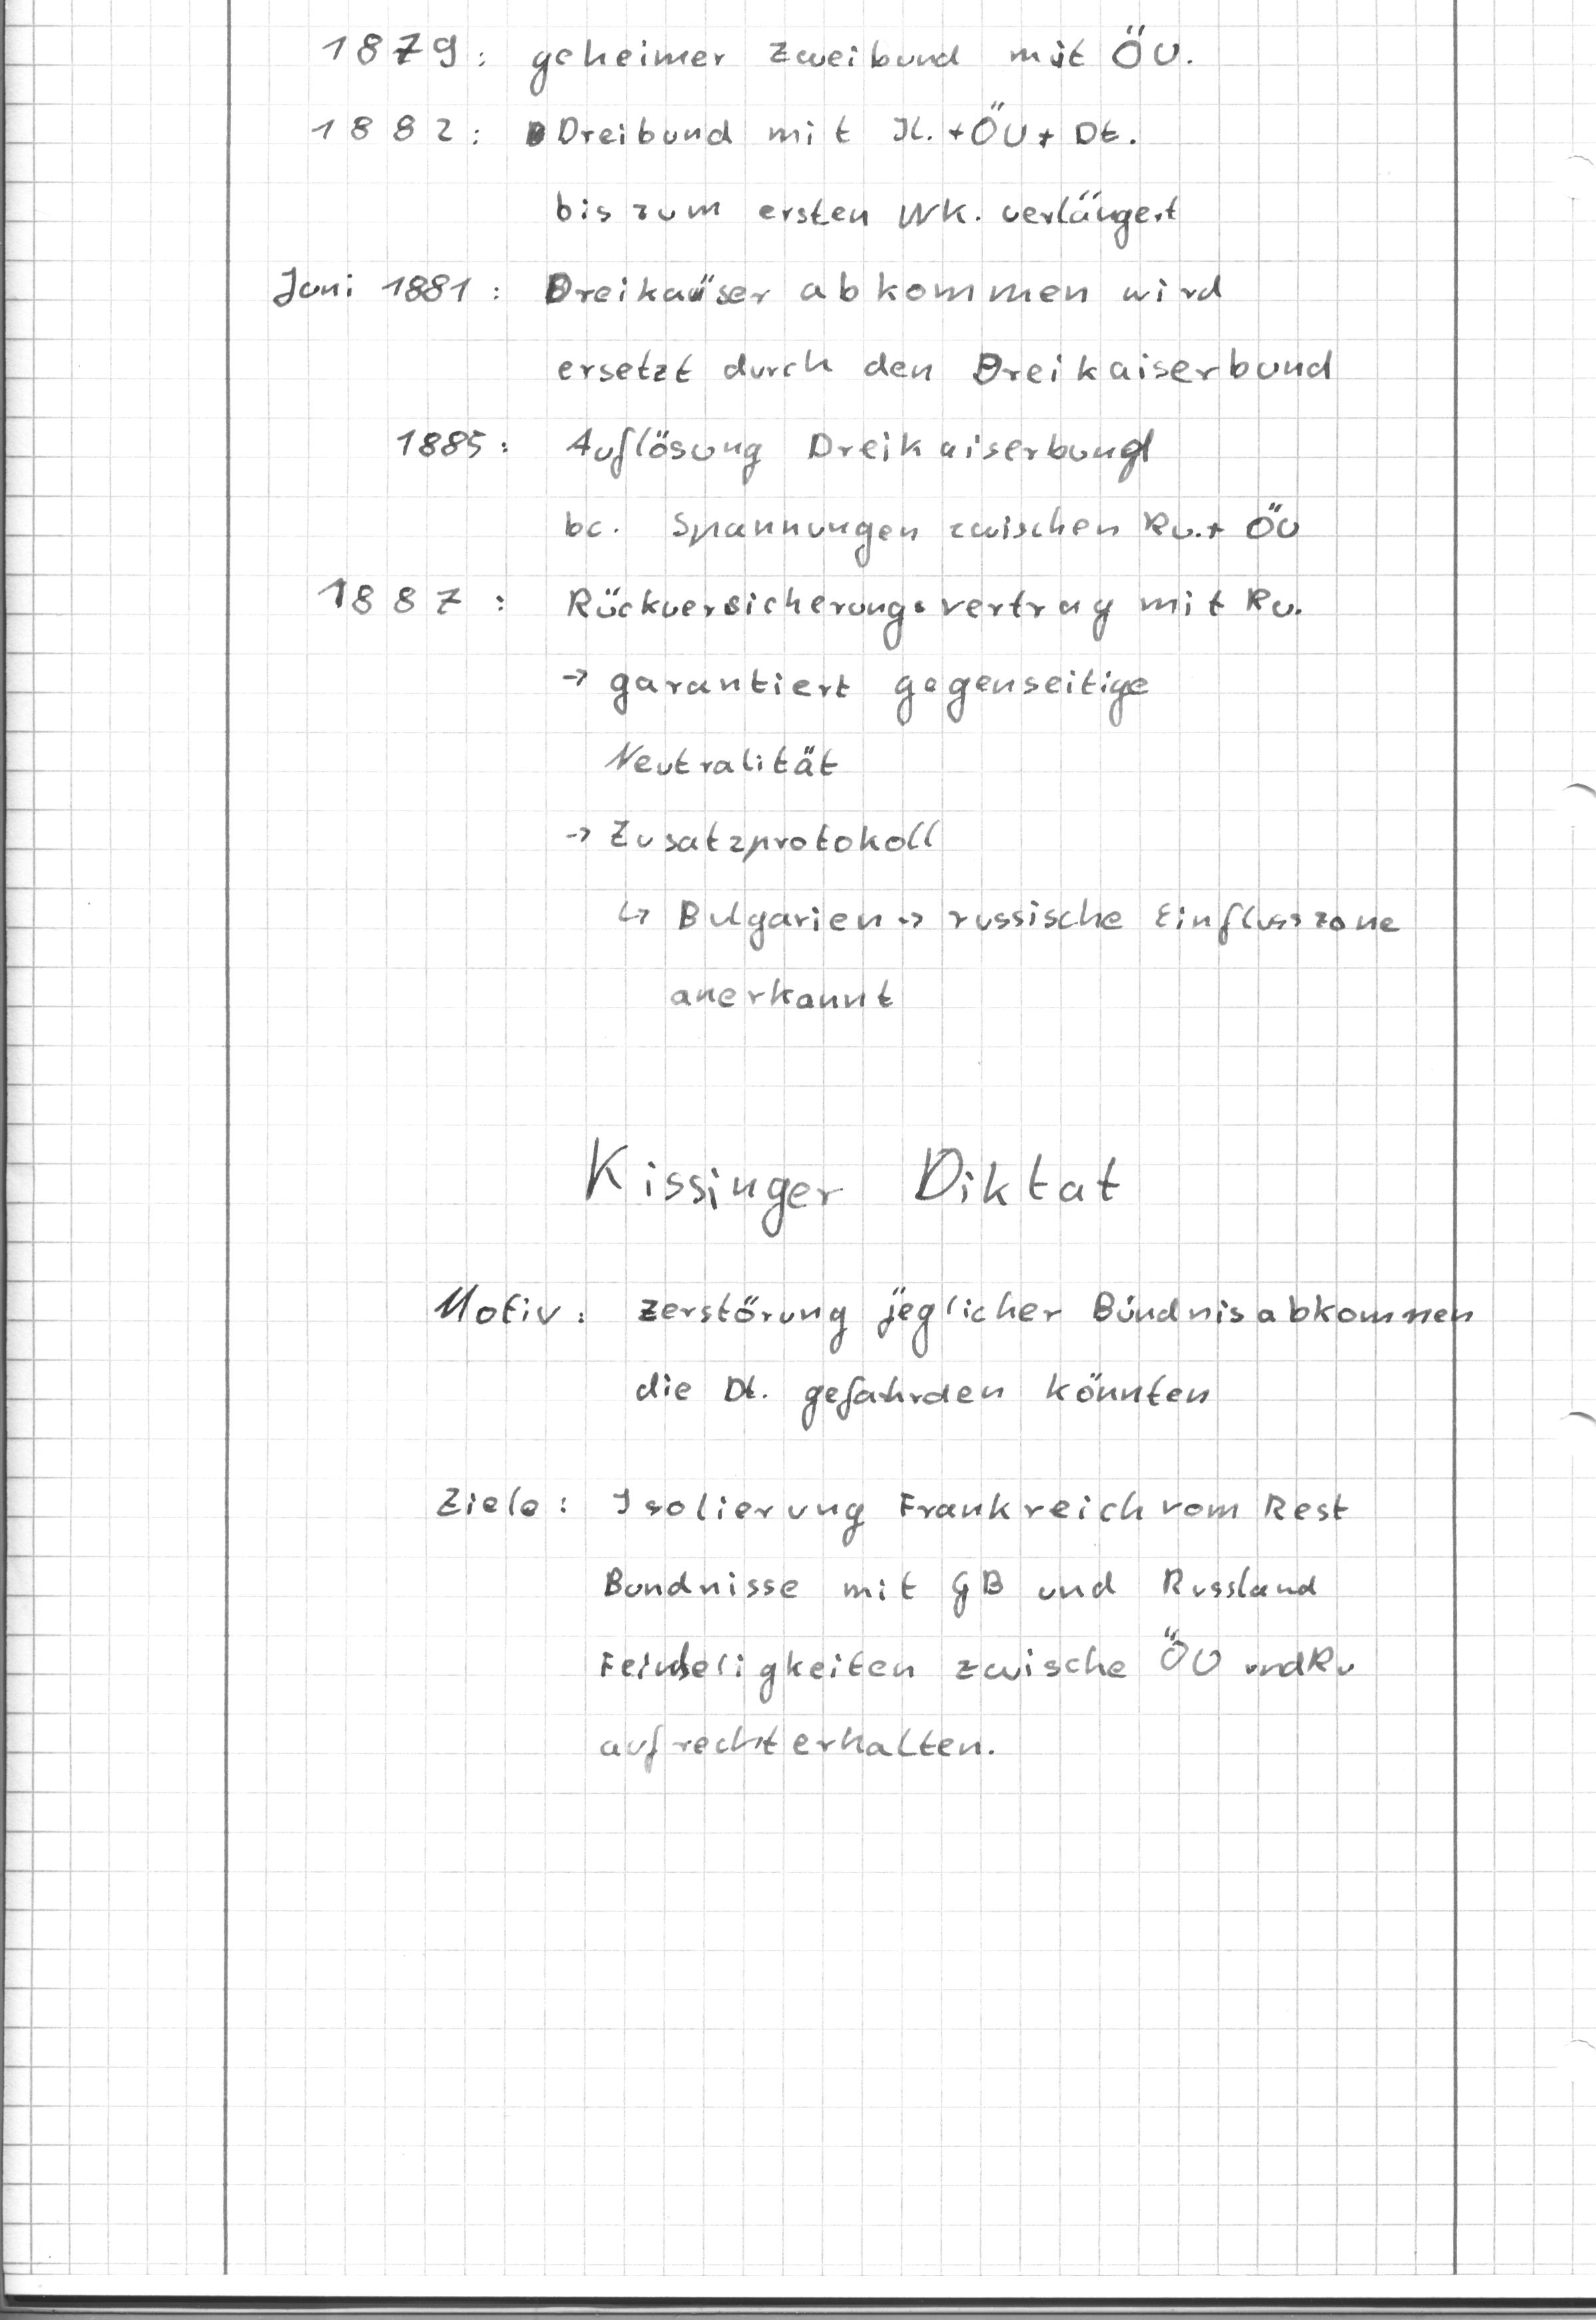 1879: geheimer Zweibund mit ÖU.
1882: Dreibund mit It. + ÖU + Dt.
bis zum ersten WK. verlängert
Juni 1881: Dreikaiserabkommen wird
ersetzt durch den Dreikaiserbund
1885: Auflösung Dreikaiserbund
bc. Spannungen zwischen Ru. + ÖU
1887: Rückversicherungsvertrag mit Ru.
→ garantiert gegenseitige
Neutralität
→ Zusatzprotokoll
↳ Bulgarien → russische Einflusszone
anerkannt
Kissinger Diktat
Motiv: Zerstörung jeglicher Bündnisabkommen
die Dt. gefahrden könnten
Ziele: Isolierung Frankreich vom Rest
Bundnisse mit GB und Russland
Feindseligkeiten zwische ÖU und Ru
aufrecht erhalten.